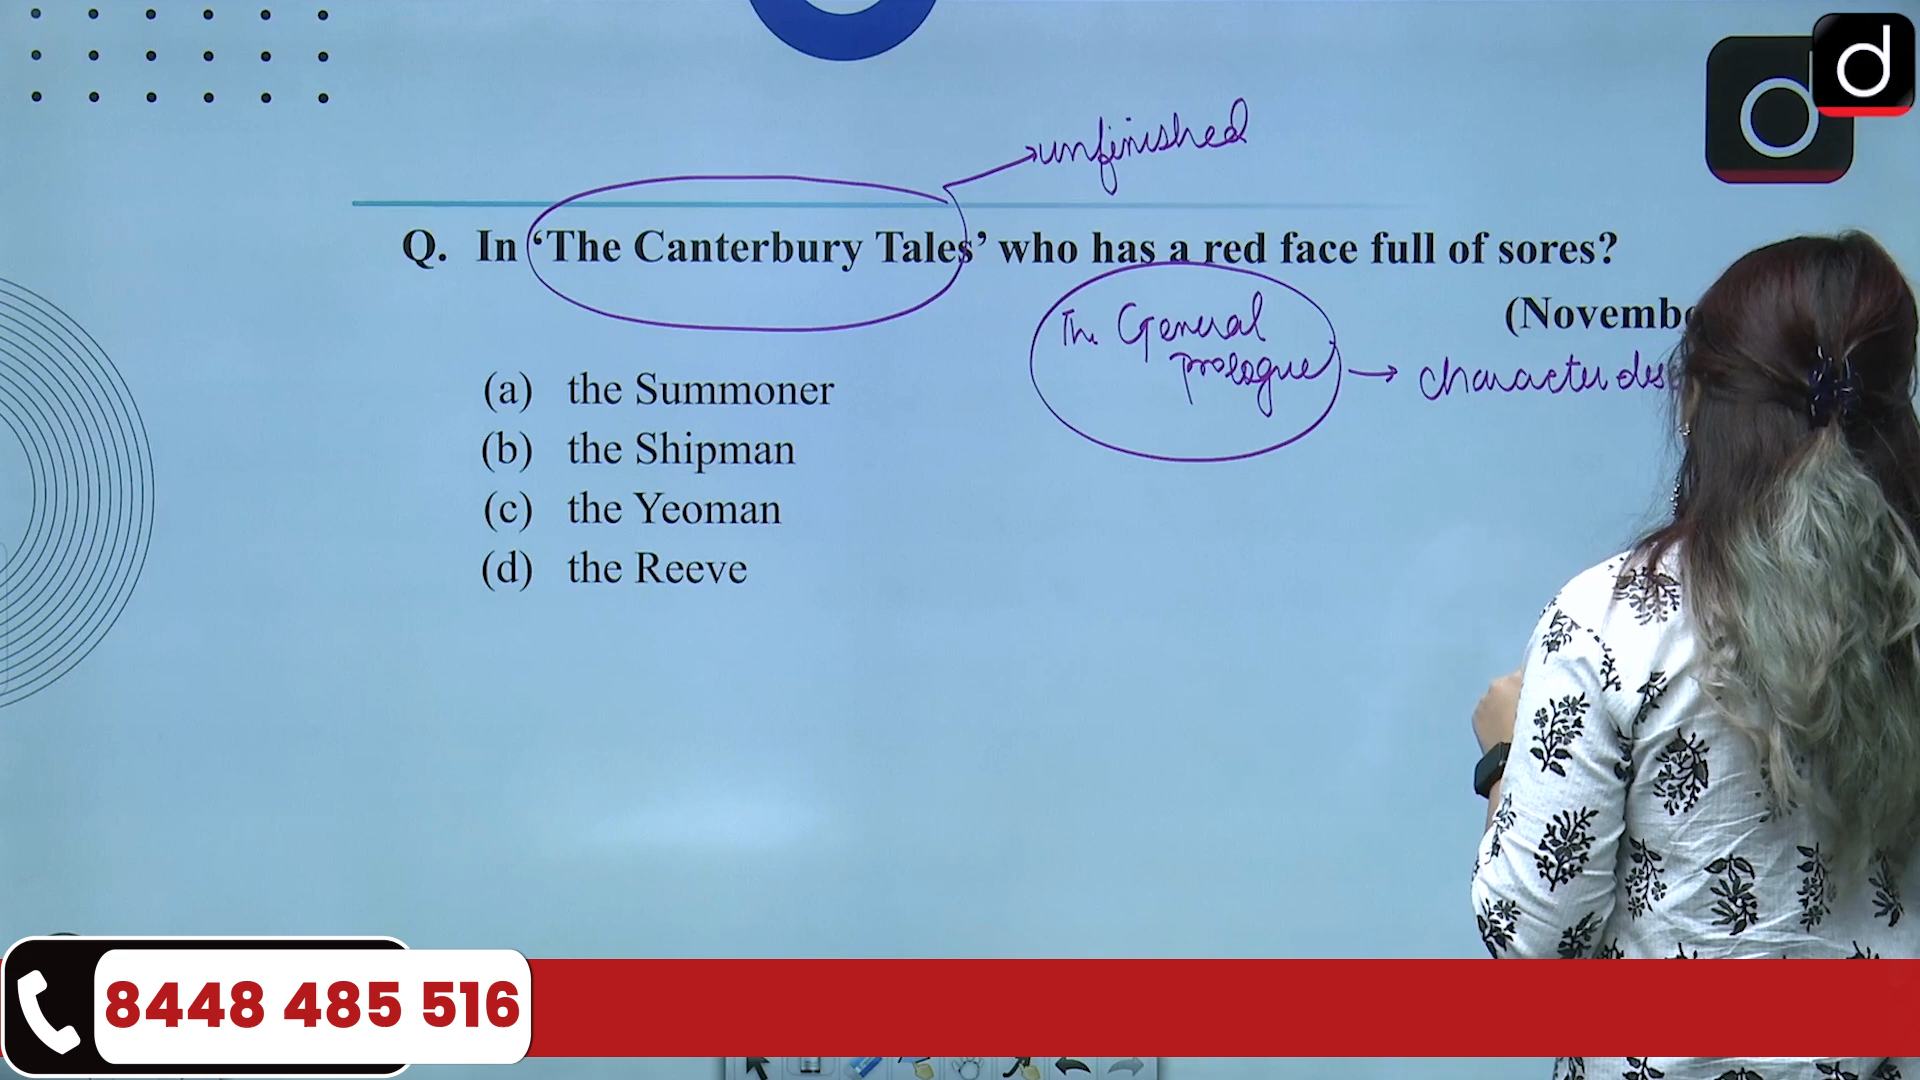 d
unfinished
Q. In ‘The Canterbury Tales’ who has a red face full of sores?
(Novemb
The General
prologue
character des
(a) the Summoner
(b) the Shipman
(c) the Yeoman
(d) the Reeve
8448 485 516